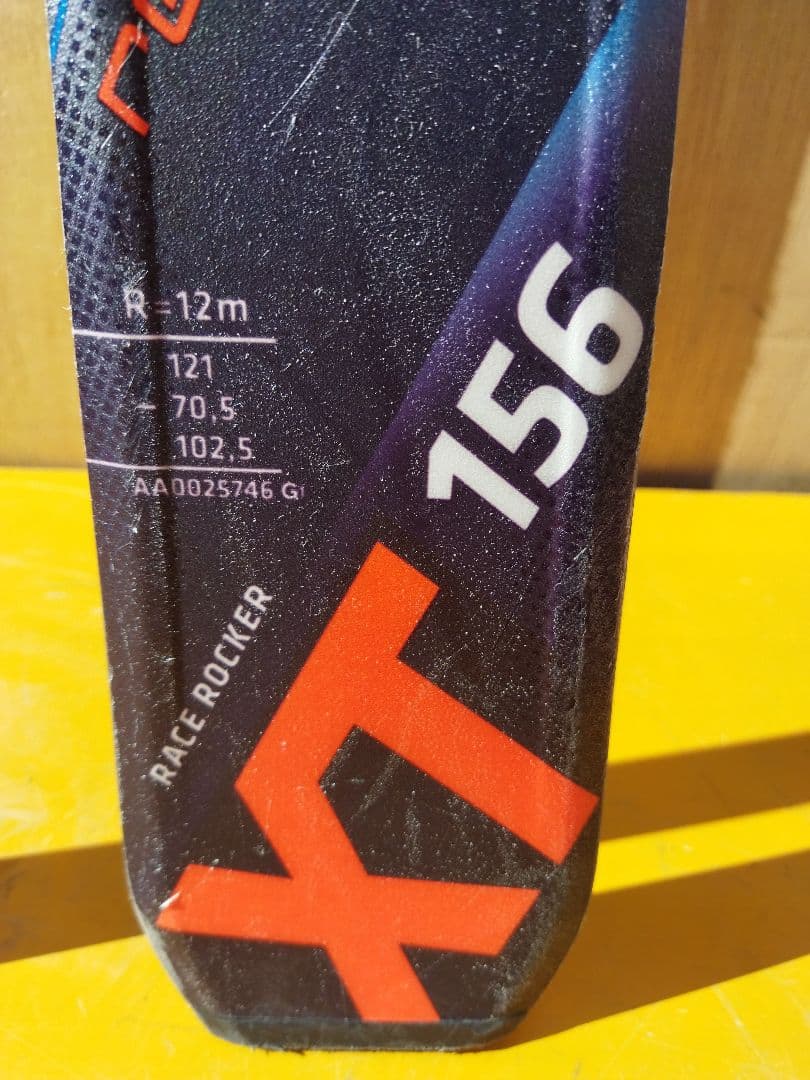 R=12m
121
70,5
102,5
AA0025746 G
156
RACE ROCKER
XT